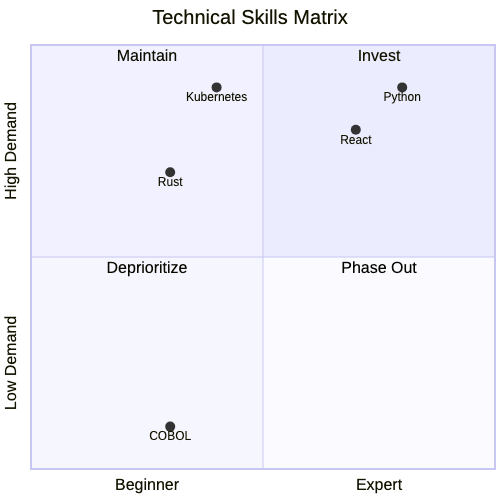 Technical Skills Matrix
Maintain
Invest
Kubernetes
Python
React
Rust
High Demand
Deprioritize
Phase Out
Low Demand
COBOL
Beginner
Expert